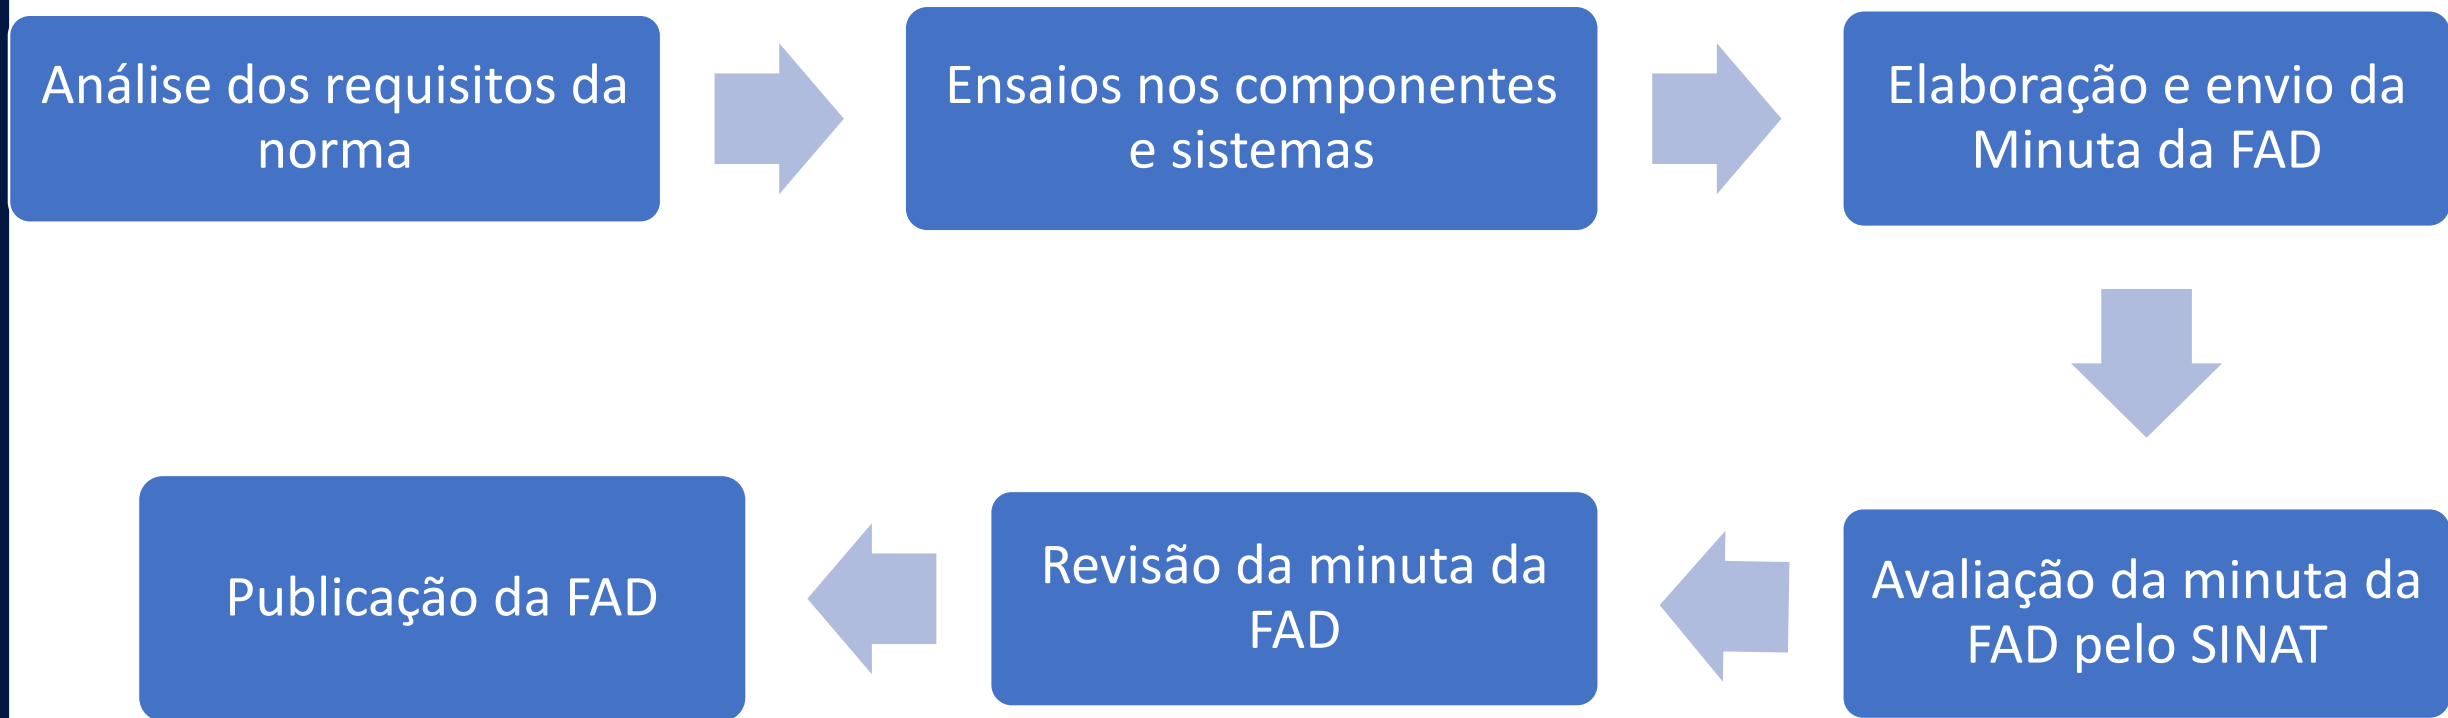 Análise dos requisitos da
norma
Ensaios nos componentes
e sistemas
Elaboração e envio da
Minuta da FAD
Avaliação da minuta da
FAD pelo SINAT
Revisão da minuta da
FAD
Publicação da FAD